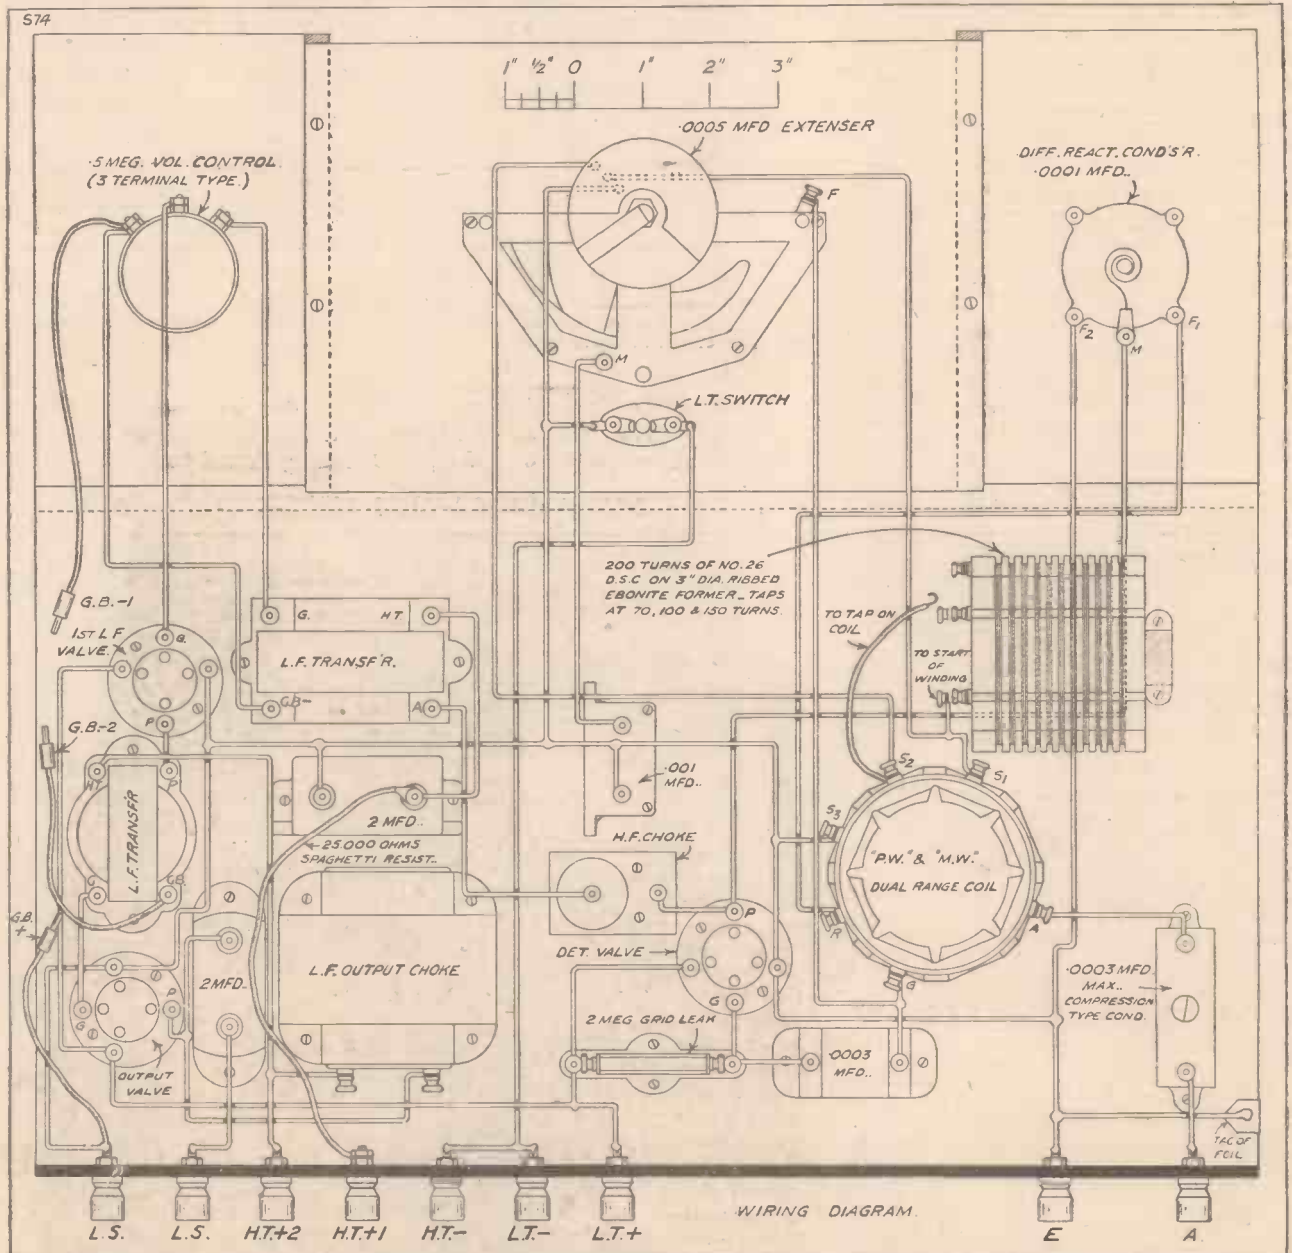 S74
1" ½" 0 1" 2" 3"
.0005 MFD EXTENSER
.5 MEG. VOL. CONTROL.
(3 TERMINAL TYPE.)
DIFF. REACT. COND'S'R.
.0001 MFD..
F
F2
F1
M
M
L.T. SWITCH
200 TURNS OF NO. 26
D.S.C ON 3" DIA. RIBBED
EBONITE FORMER_ TAPS
AT 70, 100 & 150 TURNS.
G.B.-1
1ST L F
VALVE.
G.
G.
H.T.
L.F. TRANSF'R.
TO TAP ON
COIL
TO START
OF
WINDING
G.B-
A
P
G.B.-2
H.T.
P
L.F. TRANSF'R
G
G.B.
2 MFD..
.001
MFD..
S2
S1
S3
25.000 OHMS
SPAGHETTI RESIST..
H.F. CHOKE
"P.W." & "M.W."
DUAL RANGE COIL
G.B.
+
R
A
P
DET. VALVE
L.F. OUTPUT CHOKE
2 MFD..
G
P
G
G
.0003 MFD.
MAX..
COMPRESSION
TYPE COND.
2 MEG GRID LEAK
.0003
MFD..
OUTPUT
VALVE
TAG OF
FOIL
WIRING DIAGRAM.
L.S. L.S. H.T.+2 H.T.+1 H.T.- L.T.- L.T.+ E A.